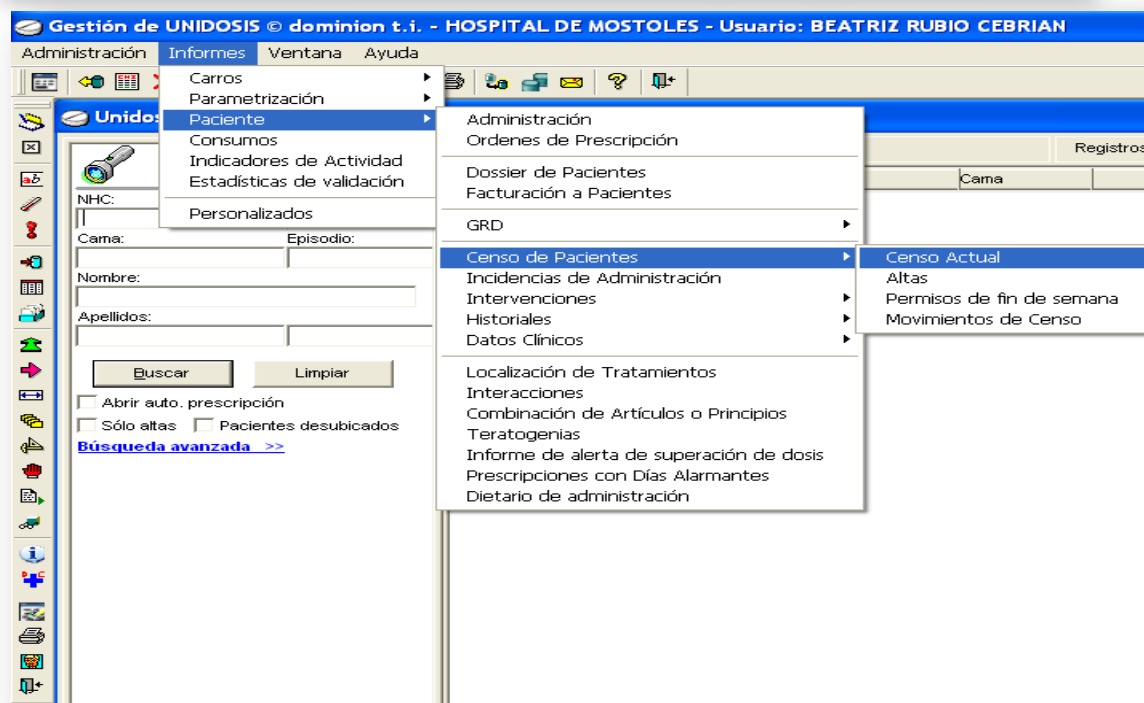 Gestión de UNIDOSIS © dominion t.i. - HOSPITAL DE MOSTOLES - Usuario: BEATRIZ RUBIO CEBRIAN
Administración Informes Ventana Ayuda
Carros
Parametrización
Paciente
Consumos
Indicadores de Actividad
Estadísticas de validación
Personalizados
Administración
Ordenes de Prescripción
Dossier de Pacientes
Facturación a Pacientes
GRD
Censo de Pacientes
Incidencias de Administración
Intervenciones
Historiales
Datos Clínicos
Localización de Tratamientos
Interacciones
Combinación de Artículos o Principios
Teratogenias
Informe de alerta de superación de dosis
Prescripciones con Días Alarmantes
Dietario de administración
Censo Actual
Altas
Permisos de fin de semana
Movimientos de Censo
Unidos
Registros
Cama
NHC:
Cama: Episodio:
Nombre:
Apellidos:
Buscar Limpiar
Abrir auto. prescripción
Sólo altas Pacientes desubicados
Búsqueda avanzada >>